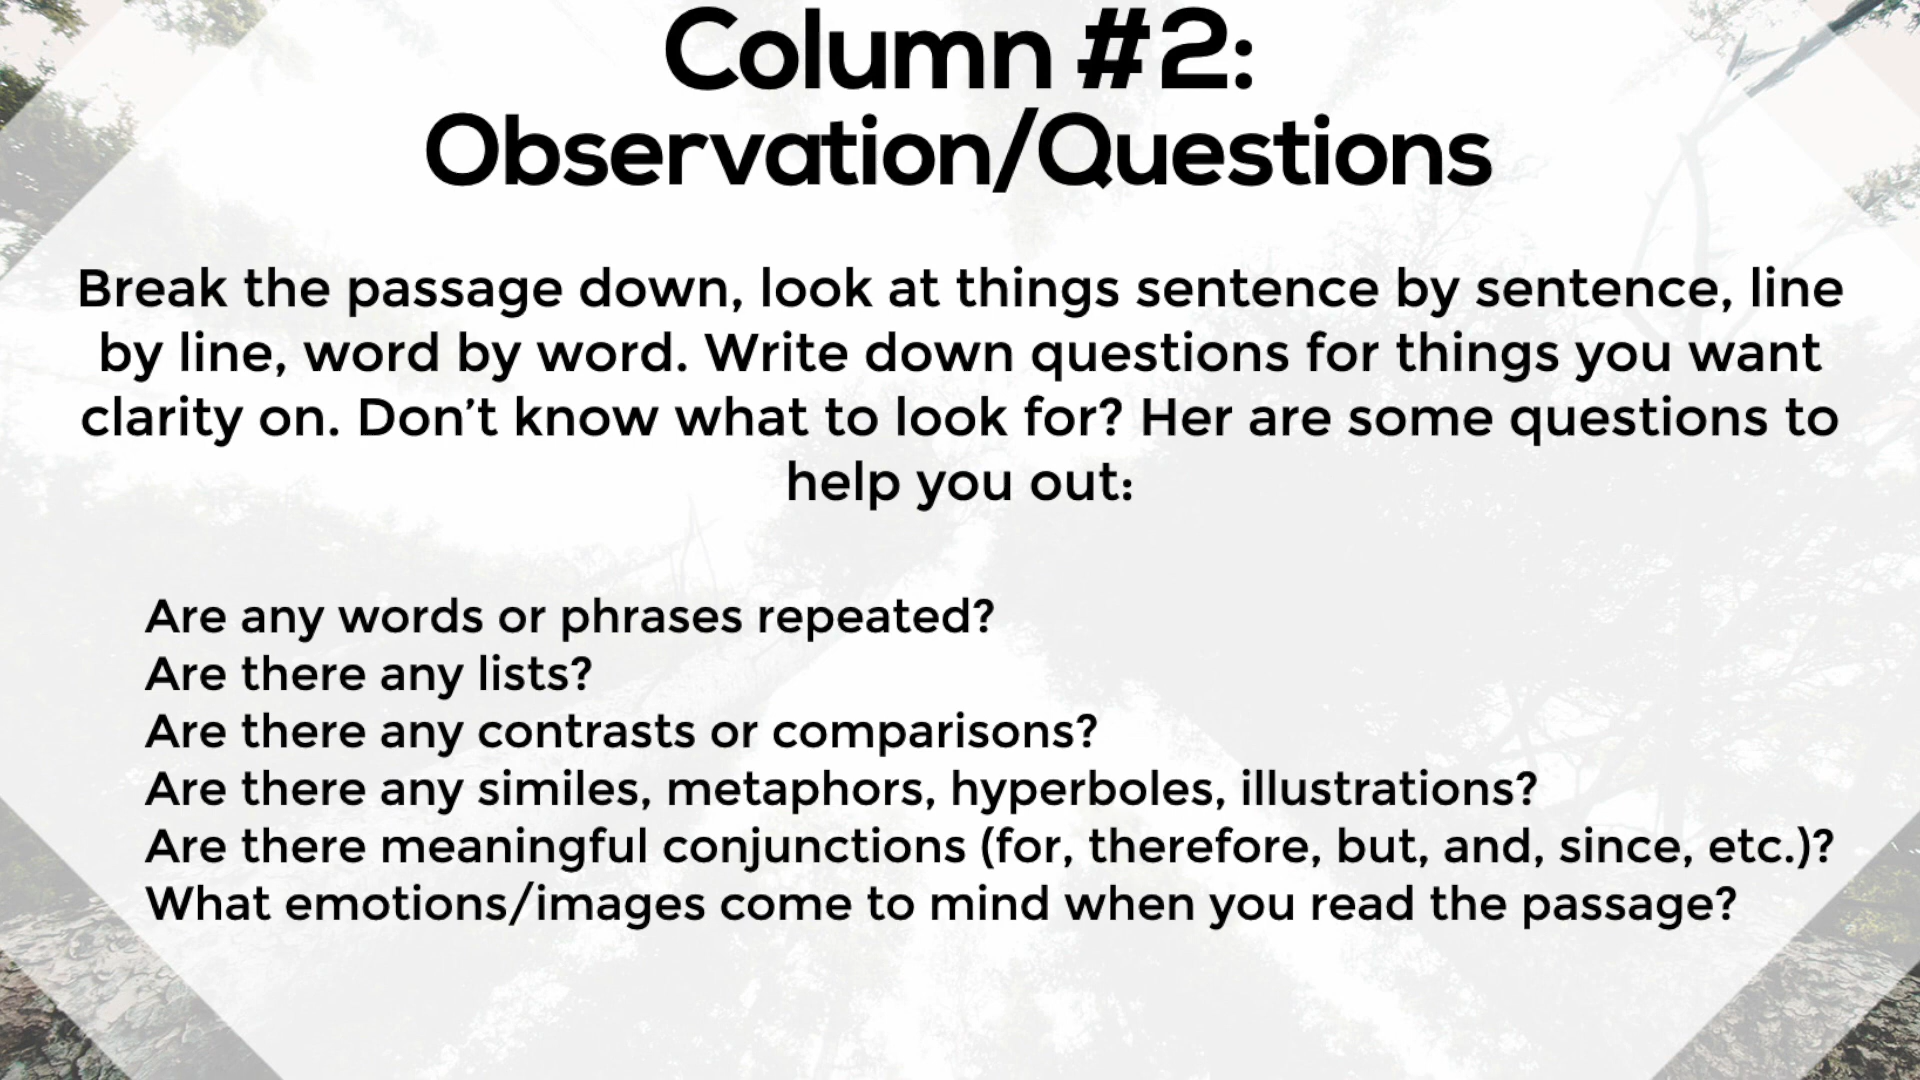 Column #2:
Observation/Questions
Break the passage down, look at things sentence by sentence, line
by line, word by word. Write down questions for things you want
clarity on. Don’t know what to look for? Her are some questions to
help you out:
Are any words or phrases repeated?
Are there any lists?
Are there any contrasts or comparisons?
Are there any similes, metaphors, hyperboles, illustrations?
Are there meaningful conjunctions (for, therefore, but, and, since, etc.)?
What emotions/images come to mind when you read the passage?